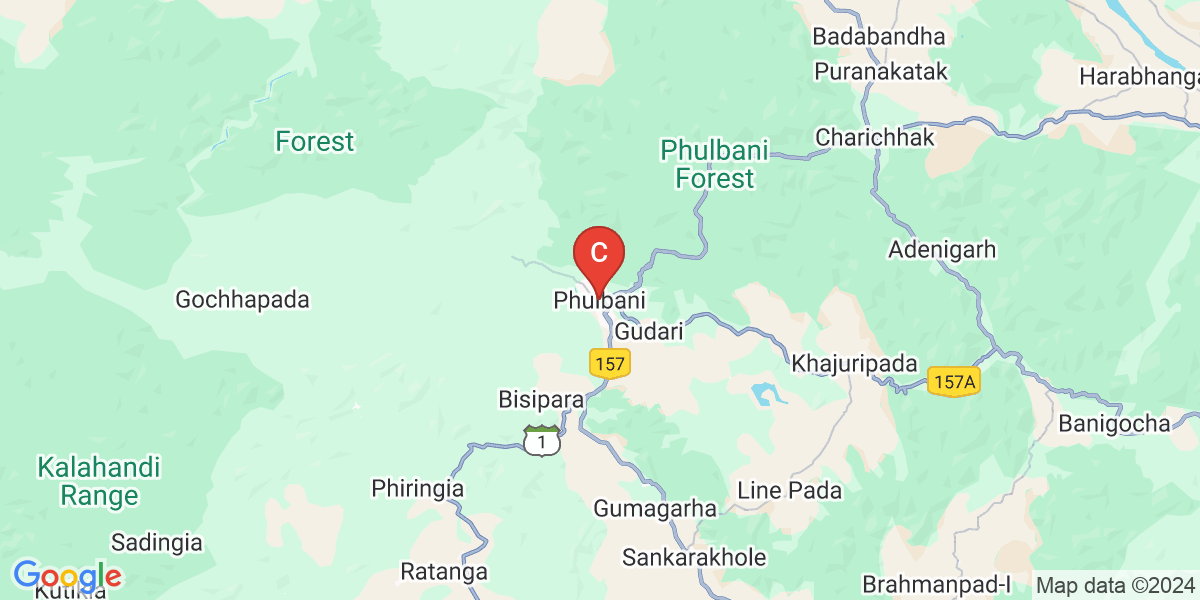 Badabandha
Puranakatak
Harabhanga
Charichhak
Forest
Phulbani
Forest
C
Adenigarh
Gochhapada
Phulbani
Gudari
157
Khajuripada
157A
Bisipara
1
Banigocha
Kalahandi
Range
Phiringia
Line Pada
Gumagarha
Sadingia
Sankarakhole
Ratanga
Google
Kutikia
Brahmanpad-I
Map data ©2024